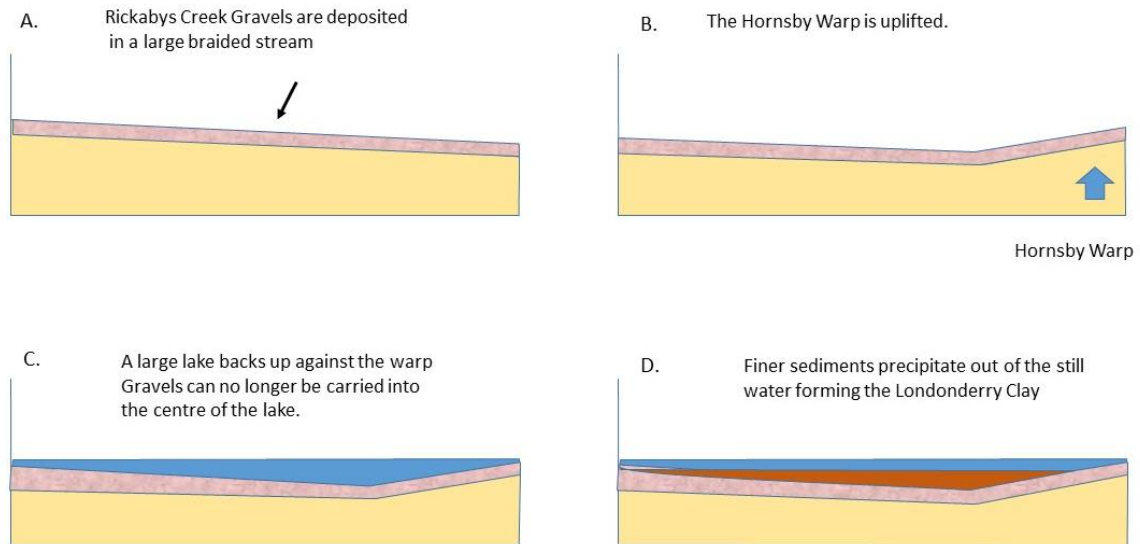 A.
Rickabys Creek Gravels are deposited
in a large braided stream
B.
The Hornsby Warp is uplifted.
Hornsby Warp
C.
A large lake backs up against the warp
Gravels can no longer be carried into
the centre of the lake.
D.
Finer sediments precipitate out of the still
water forming the Londonderry Clay